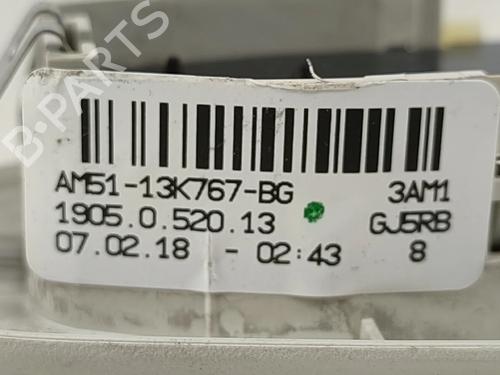 B-PARTS
AM51-13K767-BG 3AM1
1905.0.520.13 GJ5RB
07.02.18 - 02:43 8